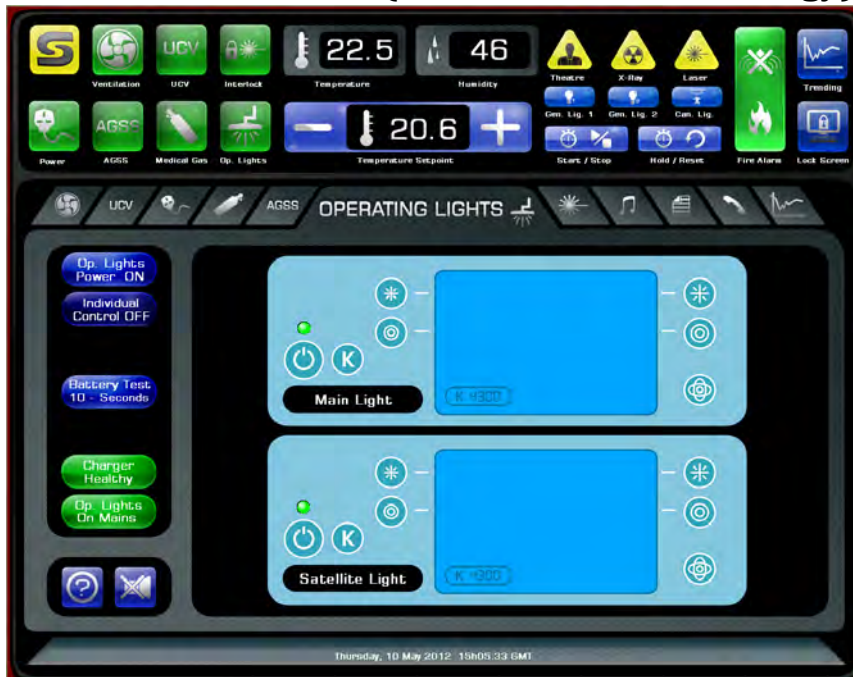 S
UCV
22.5
46
Ventilation
UCV
Interlock
Temperature
Humidity
Theatre
X-Ray
Laser
Trending
Gen. Lig. 1
Gen. Lig. 2
Can. Lig.
AGSS
20.6
Power
AGSS
Medical Gas
Op. Lights
Temperature Setpoint
Start / Stop
Hold / Reset
Fire Alarm
Lock Screen
UCV
AGSS
OPERATING LIGHTS
Op. Lights
Power ON
Individual
Control OFF
Battery Test
10 - Seconds
Charger
Healthy
Op. Lights
On Mains
K
Main Light
K 4300
K
Satellite Light
K 4300
Thursday, 10 May 2012 15h05:33 GMT